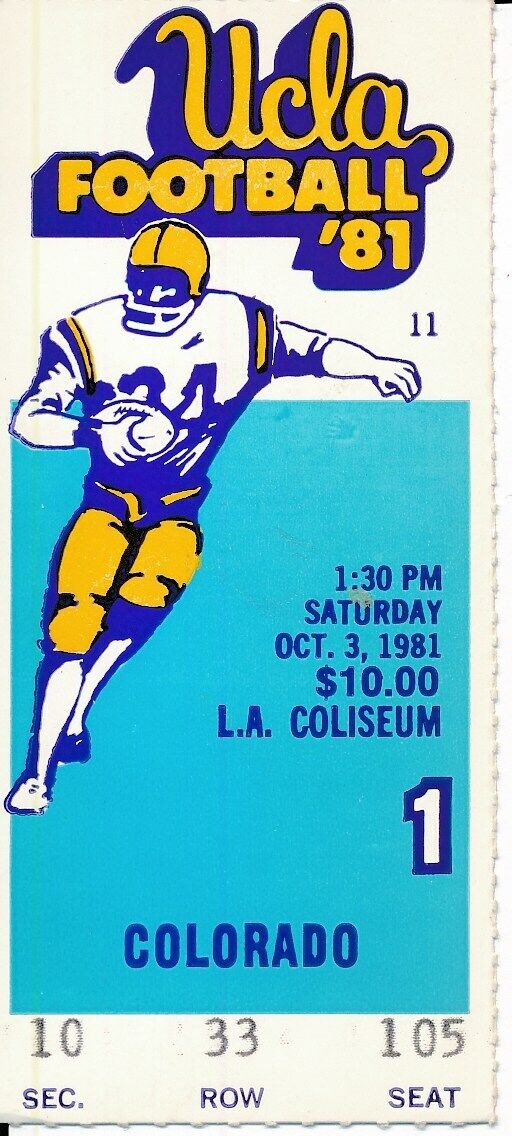 Ucla
FOOTBALL
'81
11
34
1:30 PM
SATURDAY
OCT. 3, 1981
$10.00
L.A. COLISEUM
1
COLORADO
10 33 105
SEC. ROW SEAT